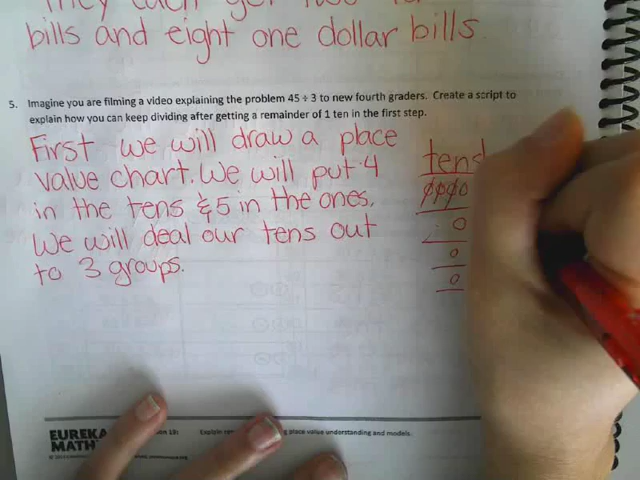 bills and eight one dollar bills.
5. Imagine you are filming a video explaining the problem 45 ÷ 3 to new fourth graders. Create a script to
explain how you can keep dividing after getting a remainder of 1 ten in the first step.
First we will draw a place
value chart. We will put 4
in the tens & 5 in the ones.
We will deal our tens out
to 3 groups.
tens
EUREKA
MATH